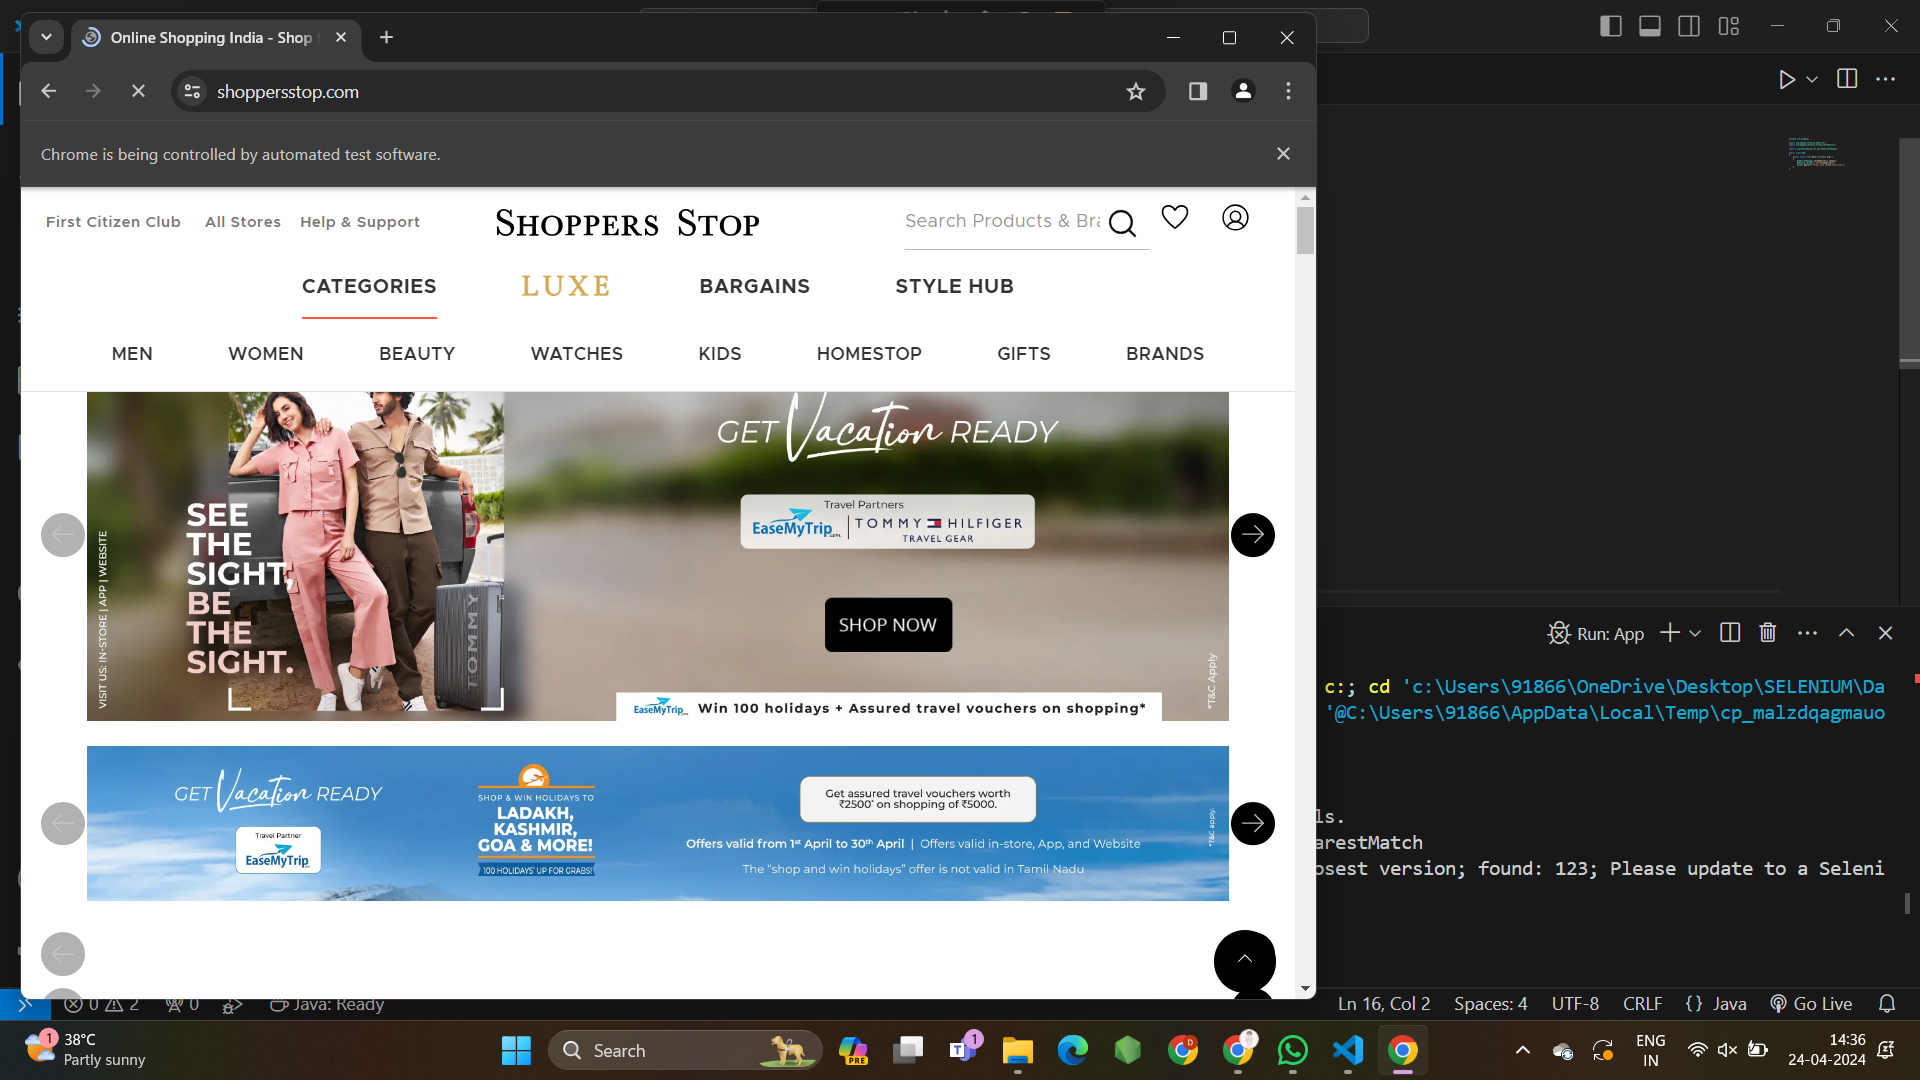 Online Shopping India - Shop
shoppersstop.com
Chrome is being controlled by automated test software.
First Citizen Club
All Stores
Help & Support
SHOPPERS STOP
Search Products & Bra
CATEGORIES
LUXE
BARGAINS
STYLE HUB
MEN
WOMEN
BEAUTY
WATCHES
KIDS
HOMESTOP
GIFTS
BRANDS
GET Vacation READY
Travel Partners
EaseMyTrip.com
TOMMY HILFIGER
TRAVEL GEAR
SEE
THE
SIGHT,
BE
THE
SIGHT.
VISIT US: IN-STORE | APP | WEBSITE
TOMMY
SHOP NOW
*T&C Apply
EaseMyTrip.com Win 100 holidays + Assured travel vouchers on shopping*
GET Vacation READY
Travel Partner
EaseMyTrip
SHOP & WIN HOLIDAYS TO
LADAKH,
KASHMIR,
GOA & MORE!
100 HOLIDAYS* UP FOR GRABS!
Get assured travel vouchers worth
₹2500* on shopping of ₹5000.
Offers valid from 1st April to 30th April | Offers valid in-store, App, and Website
The “shop and win holidays” offer is not valid in Tamil Nadu
*T&C apply.
Run: App
c:; cd 'c:\Users\91866\OneDrive\Desktop\SELENIUM\Da
'@C:\Users\91866\AppData\Local\Temp\cp_malzdqagmauo
ls.
arestMatch
osest version; found: 123; Please update to a Seleni
0 2 0 Java: Ready
Ln 16, Col 2 Spaces: 4 UTF-8 CRLF {} Java Go Live
1
38°C
Partly sunny
Search
PRE
1
D
ENG
IN
14:36
24-04-2024